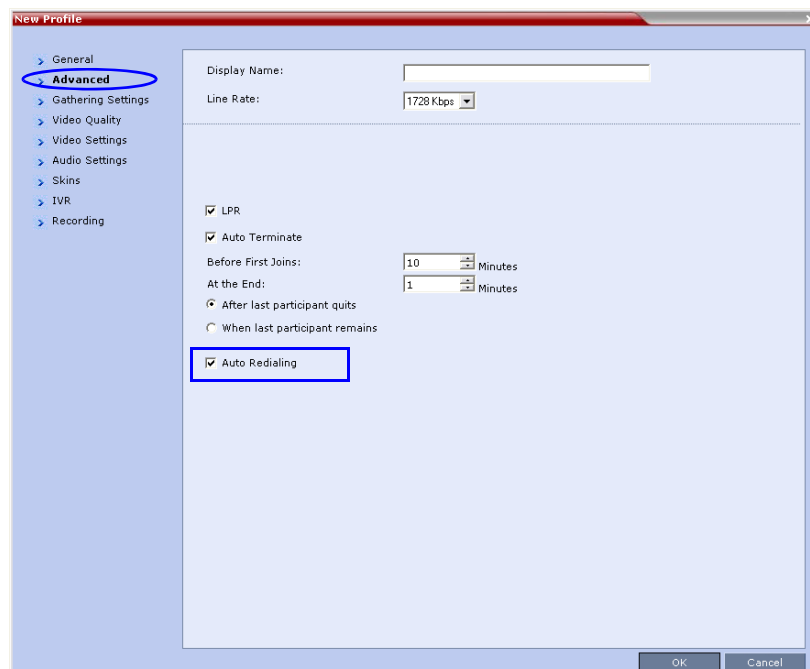 New Profile
General
Advanced
Gathering Settings
Video Quality
Video Settings
Audio Settings
Skins
IVR
Recording
Display Name:
Line Rate: 1728 Kbps
LPR
Auto Terminate
Before First Joins: 10 Minutes
At the End: 1 Minutes
After last participant quits
When last participant remains
Auto Redialing
OK Cancel